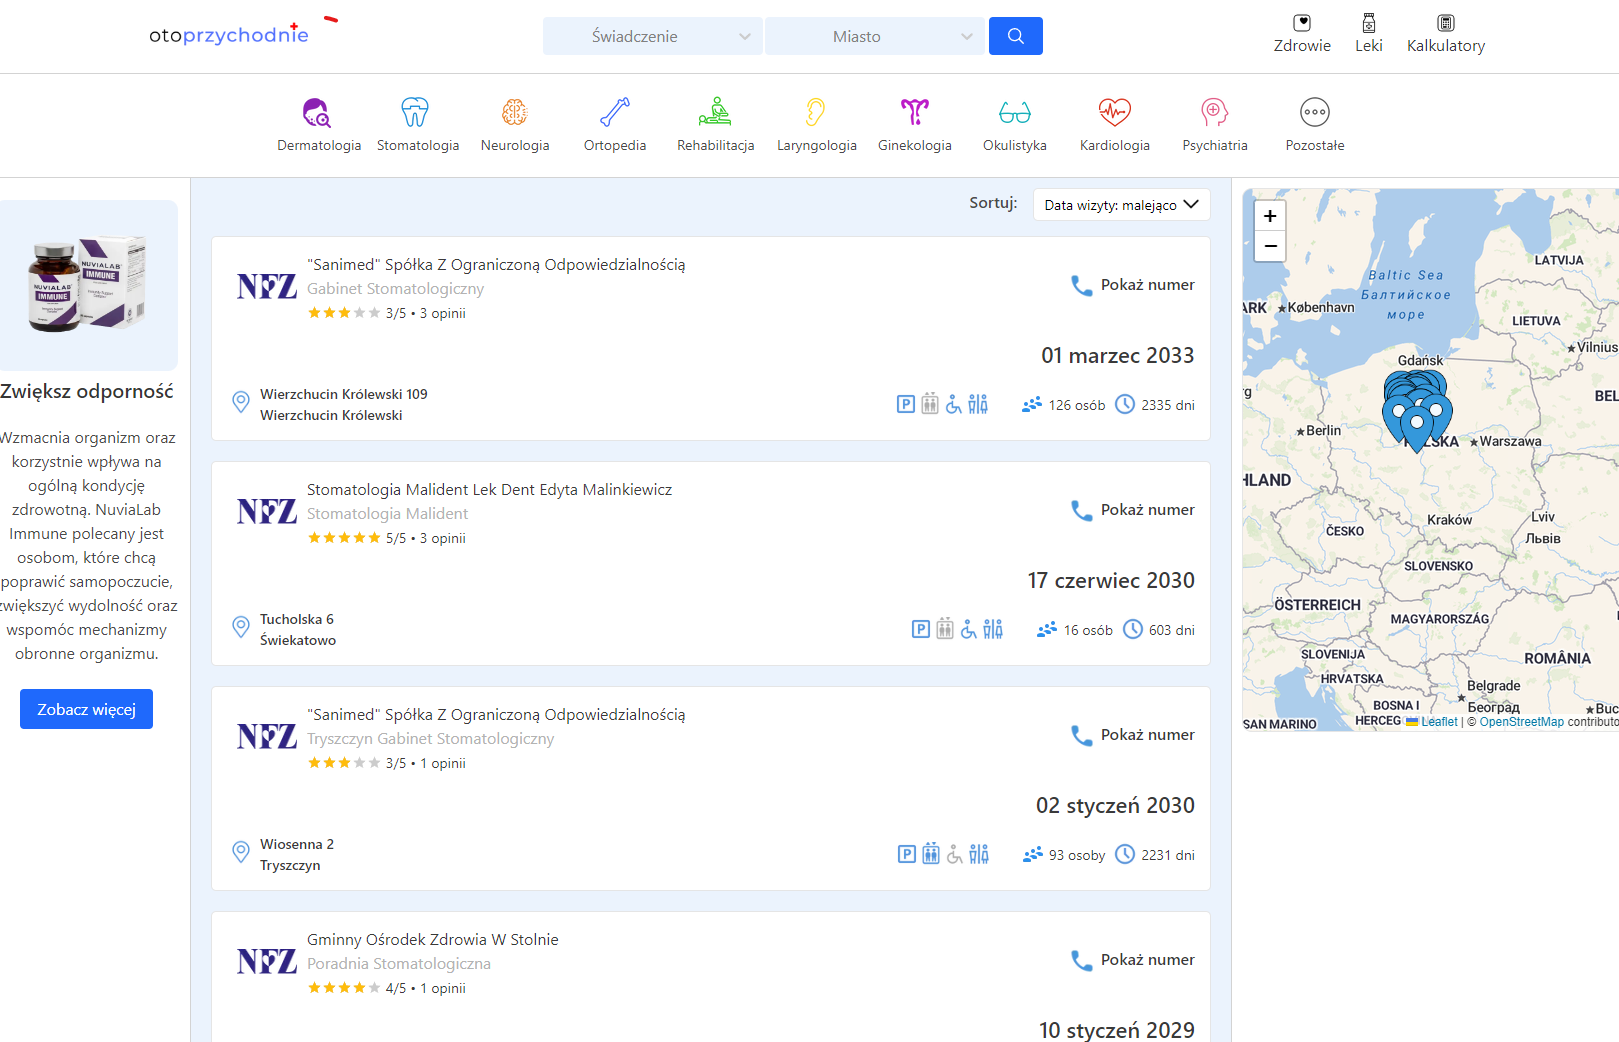 otoprzychodnie
Świadczenie
Miasto
Zdrowie
Leki
Kalkulatory
Dermatologia
Stomatologia
Neurologia
Ortopedia
Rehabilitacja
Laryngologia
Ginekologia
Okulistyka
Kardiologia
Psychiatria
Pozostałe
NUVIALAB
IMMUNE
NUVIALAB
IMMUNE
Zwiększ odporność
Wzmacnia organizm oraz
korzystnie wpływa na
ogólną kondycję
zdrowotną. NuviaLab
Immune polecany jest
osobom, które chcą
poprawić samopoczucie,
zwiększyć wydolność oraz
wspomóc mechanizmy
obronne organizmu.
Zobacz więcej
Sortuj:
Data wizyty: malejąco
NFZ
"Sanimed" Spółka Z Ograniczoną Odpowiedzialnością
Gabinet Stomatologiczny
3/5 • 3 opinii
Pokaż numer
01 marzec 2033
Wierzchucin Królewski 109
Wierzchucin Królewski
P
126 osób
2335 dni
NFZ
Stomatologia Malident Lek Dent Edyta Malinkiewicz
Stomatologia Malident
5/5 • 3 opinii
Pokaż numer
17 czerwiec 2030
Tucholska 6
Świekatowo
P
16 osób
603 dni
NFZ
"Sanimed" Spółka Z Ograniczoną Odpowiedzialnością
Tryszczyn Gabinet Stomatologiczny
3/5 • 1 opinii
Pokaż numer
02 styczeń 2030
Wiosenna 2
Tryszczyn
P
93 osoby
2231 dni
NFZ
Gminny Ośrodek Zdrowia W Stolnie
Poradnia Stomatologiczna
4/5 • 1 opinii
Pokaż numer
10 styczeń 2029
+
−
LATVIJA
Baltic Sea
Балтийское
море
ARK
København
LIETUVA
Vilnius
Gdańsk
rg
BEL
Berlin
POLSKA
Warszawa
HLAND
Kraków
Lviv
Львів
ČESKO
SLOVENSKO
ÖSTERREICH
MAGYARORSZÁG
SLOVENIJA
ROMÂNIA
HRVATSKA
Belgrade
Београд
BOSNA I
HERCEG
Buc
SAN MARINO
Leaflet | © OpenStreetMap contributo